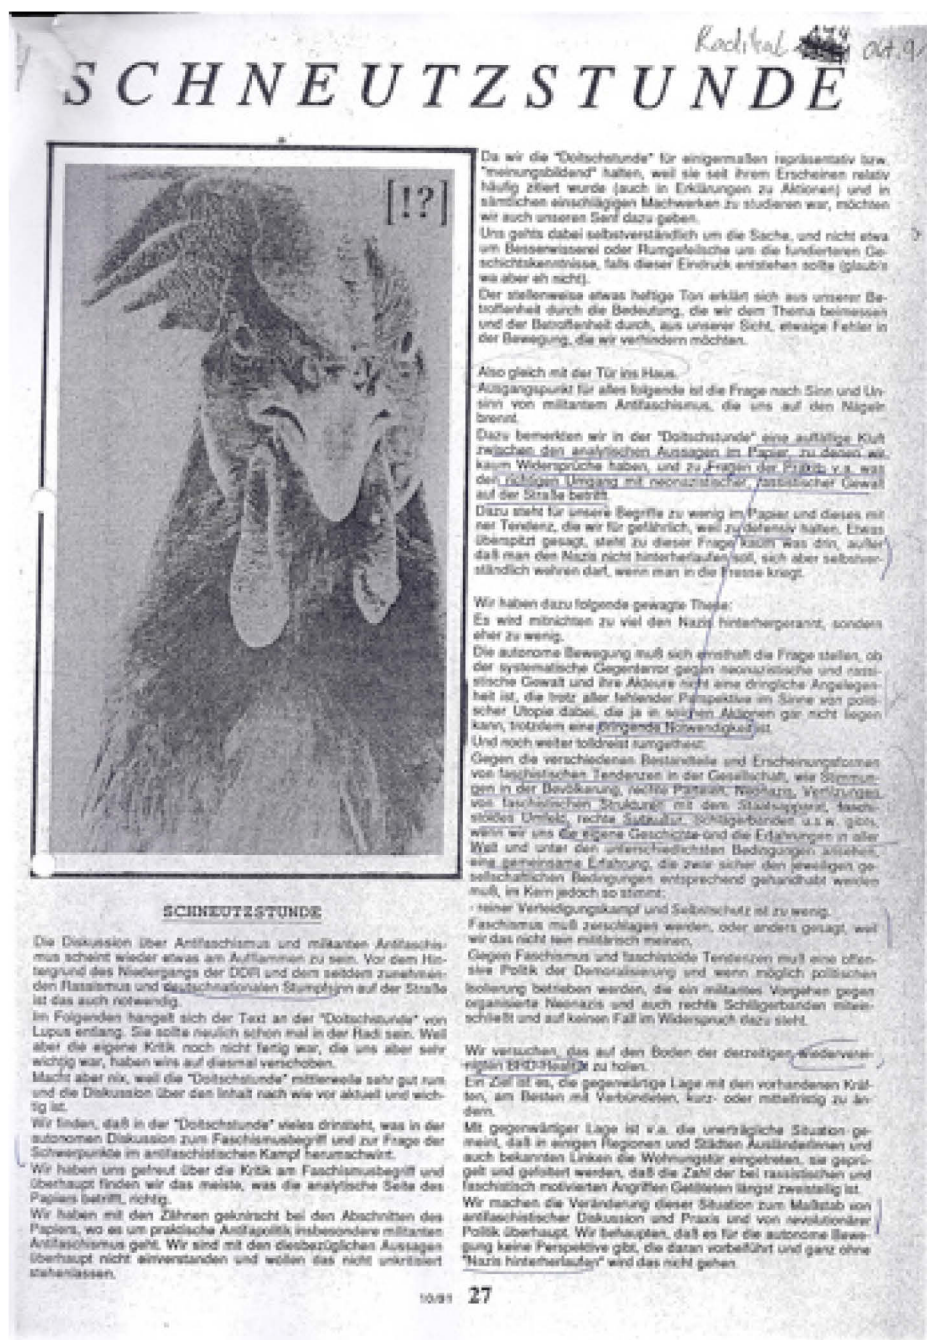 Radikal Okt. 91
SCHNEUTZSTUNDE
[!?]
SCHNEUTZSTUNDE
Die Diskussion über Antifaschismus und militanten Antifaschis-
mus scheint wieder etwas am Aufflammen zu sein. Vor dem Hin-
tergrund des Niedergangs der DDR und dem seitdem zunehmen-
den Rassismus und deutschnationalen Stumpfsinn auf der Straße
ist das auch notwendig.
Im Folgenden hangelt sich der Text an der "Doitschstunde" von
Lupus entlang. Sie sollte neulich schon mal in der Radi sein. Weil
aber die eigene Kritik noch nicht fertig war, die uns aber sehr
wichtig war, haben wirs auf diesmal verschoben.
Macht aber nix, weil die "Doitschstunde" mittlerweile sehr gut rum
und die Diskussion über den Inhalt nach wie vor aktuell und wich-
tig ist.
Wir finden, daß in der "Doitschstunde" vieles drinsteht, was in der
autonomen Diskussion zum Faschismusbegriff und zur Frage der
Schwerpunkte im antifaschistischen Kampf herumschwirrt.
Wir haben uns gefreut über die Kritik am Faschismusbegriff und
überhaupt finden wir das meiste, was die analytische Seite des
Papiers betrifft, richtig.
Wir haben mit den Zähnen geknirscht bei den Abschnitten des
Papiers, wo es um praktische Antifapolitik insbesondere militanten
Antifaschismus geht. Wir sind mit den diesbezüglichen Aussagen
überhaupt nicht einverstanden und wollen das nicht unkritisiert
stehenlassen.
Da wir die "Doitschstunde" für einigermaßen repräsentativ bzw.
"meinungsbildend" halten, weil sie seit ihrem Erscheinen relativ
häufig zitiert wurde (auch in Erklärungen zu Aktionen) und in
sämtlichen einschlägigen Machwerken zu studieren war, möchten
wir auch unseren Senf dazu geben.
Uns gehts dabei selbstverständlich um die Sache, und nicht etwa
um Besserwisserei oder Rumgefeilsche um die fundierteren Ge-
schichtskenntnisse, falls dieser Eindruck entstehen sollte (glaub'n
wa aber eh nicht).
Der stellenweise etwas heftige Ton erklärt sich aus unserer Be-
troffenheit durch die Bedeutung, die wir dem Thema beimessen
und der Betroffenheit durch, aus unserer Sicht, etwaige Fehler in
der Bewegung, die wir verhindern möchten.
Also gleich mit der Tür ins Haus.
Ausgangspunkt für alles folgende ist die Frage nach Sinn und Un-
sinn von militantem Antifaschismus, die uns auf den Nägeln
brennt.
Dazu bemerkten wir in der "Doitschstunde" eine auffällige Kluft
zwischen den analytischen Aussagen im Papier, zu denen wir
kaum Widersprüche haben, und zu Fragen der Praxis v.a. was
den richtigen Umgang mit neonazistischer, rassistischer Gewalt
auf der Straße betrifft.
Dazu steht für unsere Begriffe zu wenig im Papier und dieses mit
ner Tendenz, die wir für gefährlich, weil zu defensiv halten. Etwas
überspitzt gesagt, steht zu dieser Frage kaum was drin, außer
daß man den Nazis nicht hinterherlaufen soll, sich aber selbstver-
ständlich wehren darf, wenn man in die Fresse kriegt.
Wir haben dazu folgende gewagte These:
Es wird mitnichten zu viel den Nazis hinterhergerannt, sondern
eher zu wenig.
Die autonome Bewegung muß sich ernsthaft die Frage stellen, ob
der systematische Gegenterror gegen neonazistische und rassi-
stische Gewalt und ihre Akteure nicht eine dringliche Angelegen-
heit ist, die trotz aller fehlender Perspektive im Sinne von politi-
scher Utopie dabei, die ja in solchen Aktionen gar nicht liegen
kann, trotzdem eine dringende Notwendigkeit ist.
Und noch weiter tolldreist rumgethest:
Gegen die verschiedenen Bestandteile und Erscheinungsformen
von faschistischen Tendenzen in der Gesellschaft, wie Stimmun-
gen in der Bevölkerung, rechte Parteien, Neonazis, Verfilzungen
von faschistischen Strukturen mit dem Staatsapparat, faschi-
stoides Umfeld, rechte Subkultur, Schlägerbanden u.s.w. gibts,
wenn wir uns die eigene Geschichte und die Erfahrungen in aller
Welt und unter den unterschiedlichsten Bedingungen ansehen,
eine gemeinsame Erfahrung, die zwar sicher den jeweiligen ge-
sellschaftlichen Bedingungen entsprechend gehandhabt werden
muß, im Kern jedoch so stimmt:
- reiner Verteidigungskampf und Selbstschutz ist zu wenig.
Faschismus muß zerschlagen werden, oder anders gesagt, weil
wir das nicht rein militärisch meinen:
Gegen Faschismus und faschistoide Tendenzen muß eine offen-
sive Politik der Demoralisierung und wenn möglich politischen
Isolierung betrieben werden, die ein militantes Vorgehen gegen
organisierte Neonazis und auch rechte Schlägerbanden mitein-
schließt und auf keinen Fall im Widerspruch dazu steht.
Wir versuchen, das auf den Boden der derzeitigen, wiederverei-
nigten BRD-Realität zu holen.
Ein Ziel ist es, die gegenwärtige Lage mit den vorhandenen Kräf-
ten, am Besten mit Verbündeten, kurz- oder mittelfristig zu än-
dern.
Mit gegenwärtiger Lage ist v.a. die unerträgliche Situation ge-
meint, daß in einigen Regionen und Städten AusländerInnen und
auch bekannten Linken die Wohnungstür eingetreten, sie geprü-
gelt und gefoltert werden, daß die Zahl der bei rassistischen und
faschistisch motivierten Angriffen Getöteten längst zweistellig ist.
Wir machen die Veränderung dieser Situation zum Maßstab von
antifaschistischer Diskussion und Praxis und von revolutionärer
Politik überhaupt. Wir behaupten, daß es für die autonome Bewe-
gung keine Perspektive gibt, die daran vorbeiführt und ganz ohne
"Nazis hinterherlaufen" wird das nicht gehen.
10/91 27